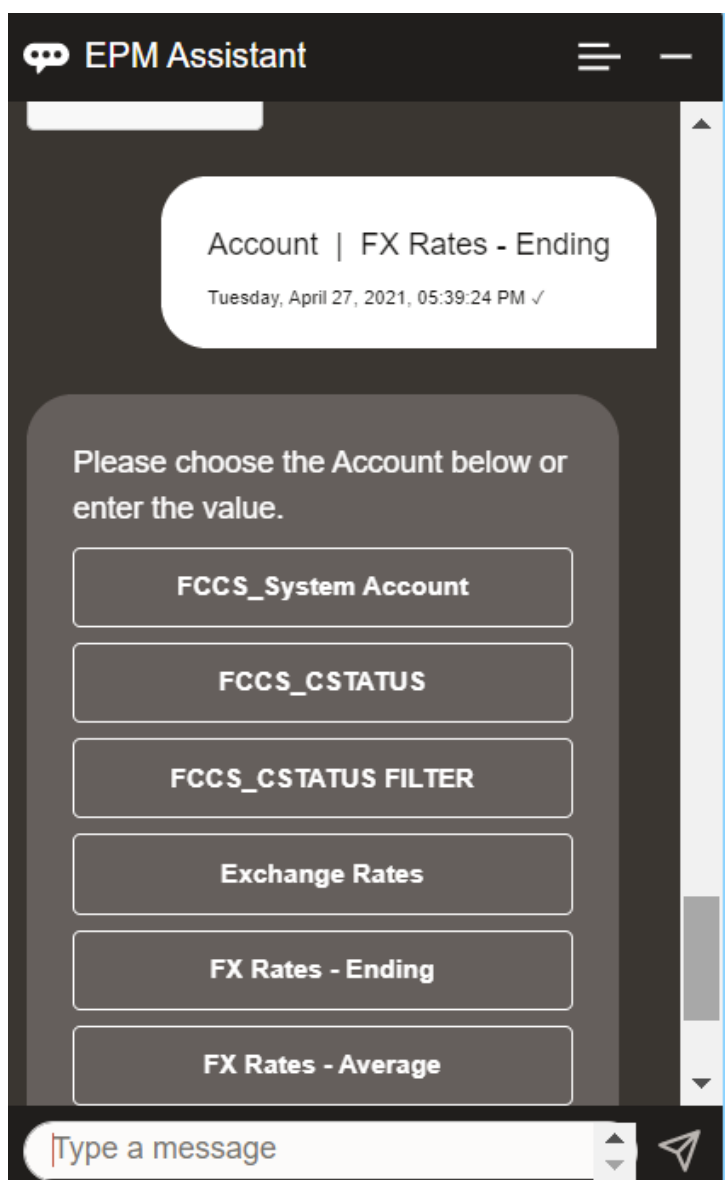 EPM Assistant
Account | FX Rates - Ending
Tuesday, April 27, 2021, 05:39:24 PM ✓
Please choose the Account below or
enter the value.
FCCS_System Account
FCCS_CSTATUS
FCCS_CSTATUS FILTER
Exchange Rates
FX Rates - Ending
FX Rates - Average
Type a message